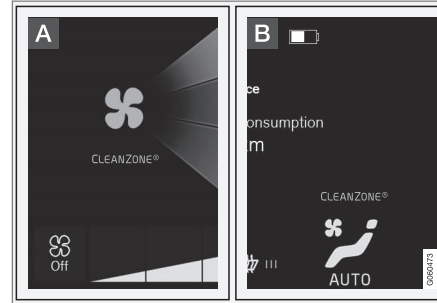 A
CLEANZONE®
Off
B
ce
onsumption
m
CLEANZONE®
AUTO
G060473